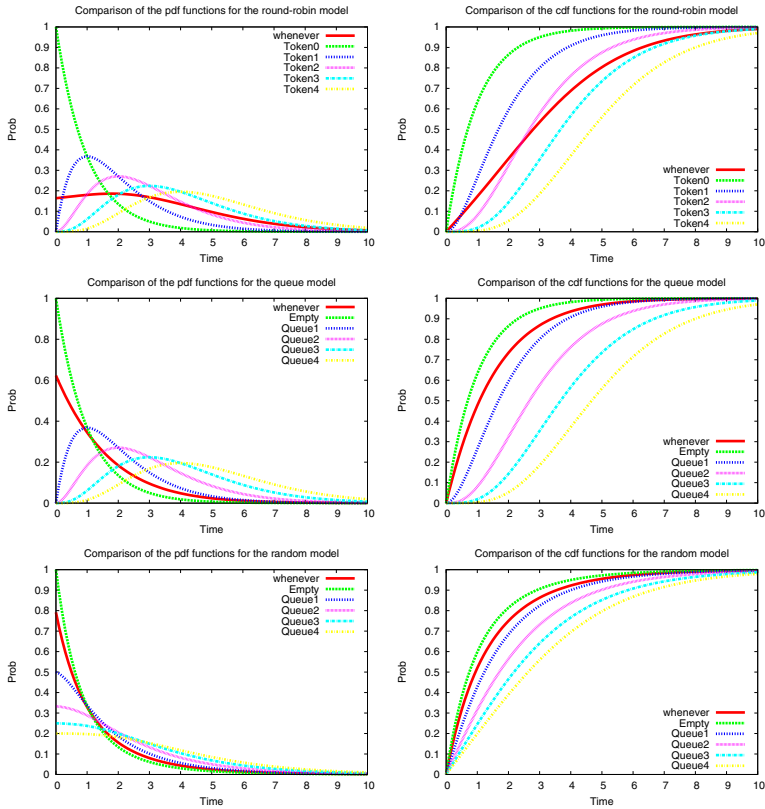 Comparison of the pdf functions for the round-robin model
1
0.9
0.8
0.7
0.6
0.5
0.4
0.3
0.2
0.1
0
Prob
whenever
Token0
Token1
Token2
Token3
Token4
0 1 2 3 4 5 6 7 8 9 10
Time
Comparison of the cdf functions for the round-robin model
1
0.9
0.8
0.7
0.6
0.5
0.4
0.3
0.2
0.1
0
Prob
whenever
Token0
Token1
Token2
Token3
Token4
0 1 2 3 4 5 6 7 8 9 10
Time
Comparison of the pdf functions for the queue model
1
0.8
0.6
0.4
0.2
0
Prob
whenever
Empty
Queue1
Queue2
Queue3
Queue4
0 1 2 3 4 5 6 7 8 9 10
Time
Comparison of the cdf functions for the queue model
1
0.9
0.8
0.7
0.6
0.5
0.4
0.3
0.2
0.1
0
Prob
whenever
Empty
Queue1
Queue2
Queue3
Queue4
0 1 2 3 4 5 6 7 8 9 10
Time
Comparison of the pdf functions for the random model
1
0.9
0.8
0.7
0.6
0.5
0.4
0.3
0.2
0.1
0
Prob
whenever
Empty
Queue1
Queue2
Queue3
Queue4
0 1 2 3 4 5 6 7 8 9 10
Time
Comparison of the cdf functions for the random model
1
0.9
0.8
0.7
0.6
0.5
0.4
0.3
0.2
0.1
0
Prob
whenever
Empty
Queue1
Queue2
Queue3
Queue4
0 1 2 3 4 5 6 7 8 9 10
Time